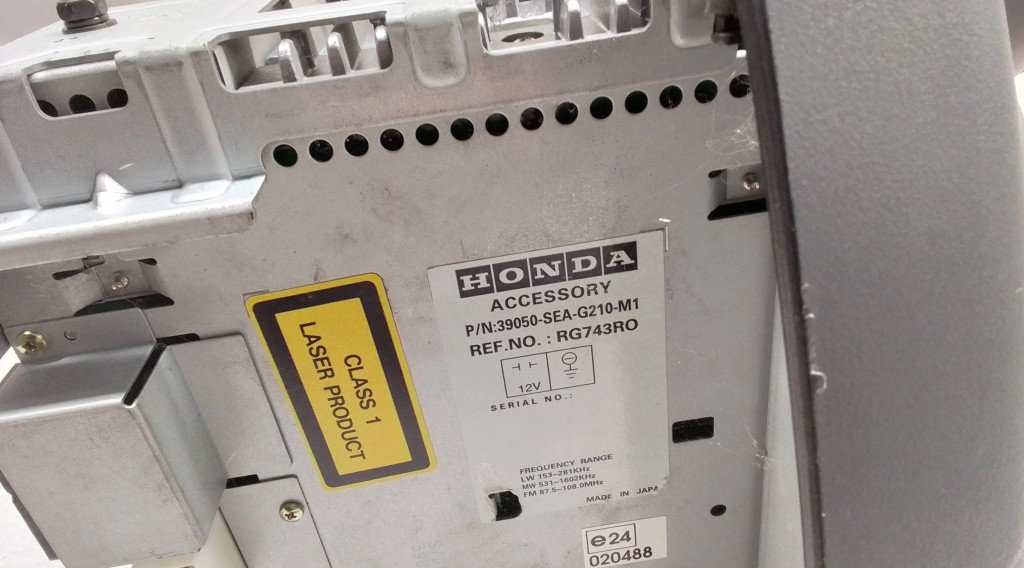 HONDA
ACCESSORY
P/N:39050-SEA-G210-M1
REF.NO. : RG743RO
12V
SERIAL NO.:
FREQUENCY RANGE
LW 153~281KHz
MW 531~1602KHz
FM 87.5~108.0MHz
MADE IN JAPA
CLASS 1
LASER PRODUCT
e24
020488